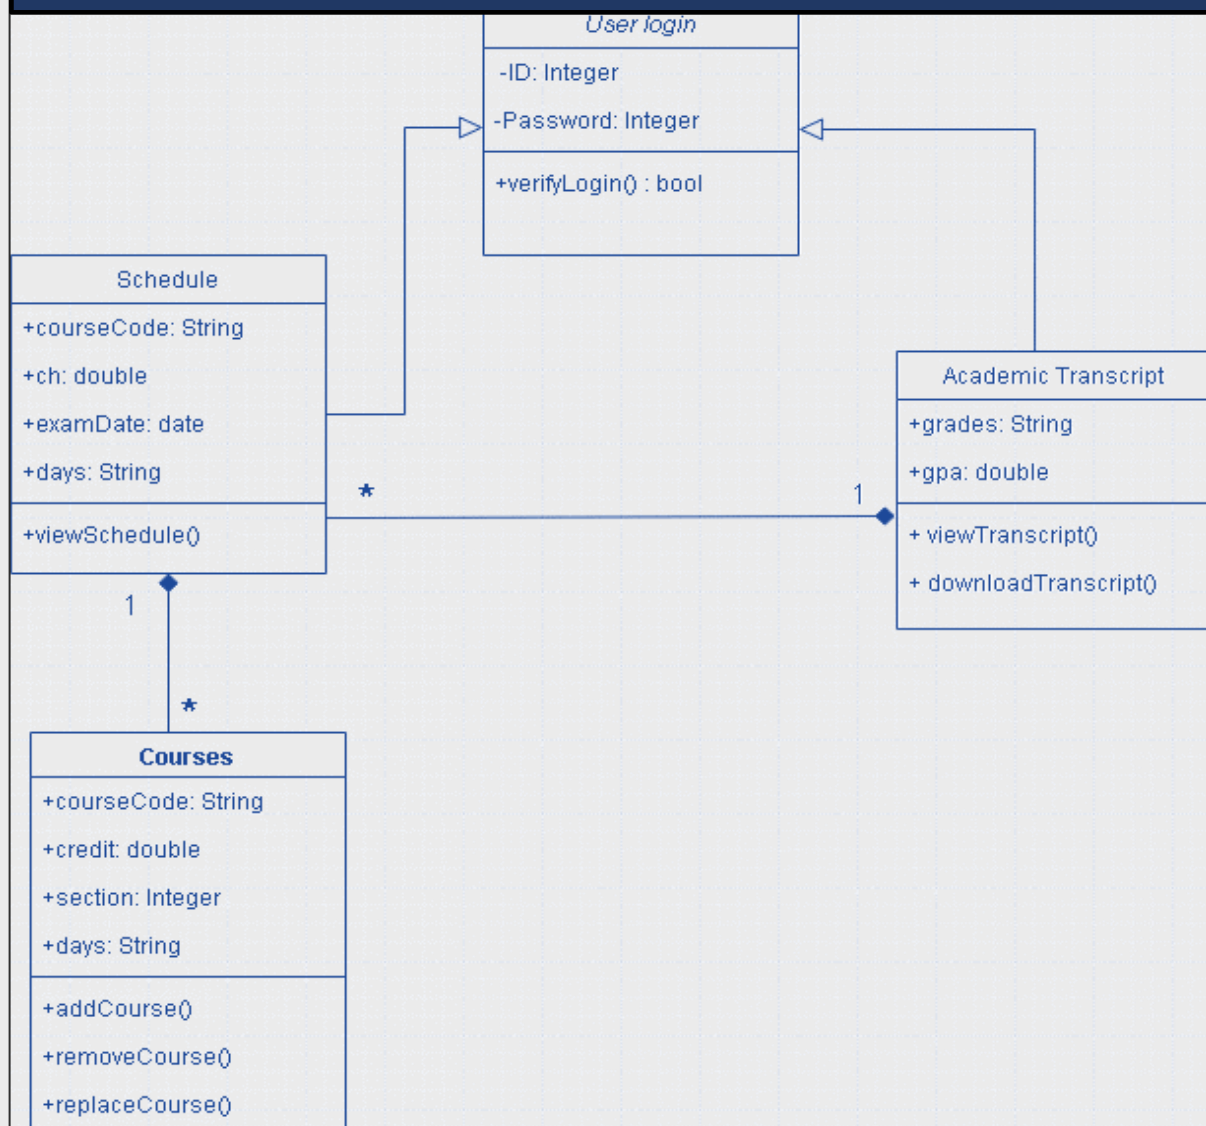 User login
-ID: Integer
-Password: Integer
+verifyLogin() : bool
Schedule
+courseCode: String
+ch: double
+examDate: date
+days: String
+viewSchedule()
Academic Transcript
+grades: String
+gpa: double
+ viewTranscript()
+ downloadTranscript()
*
1
1
*
Courses
+courseCode: String
+credit: double
+section: Integer
+days: String
+addCourse()
+removeCourse()
+replaceCourse()